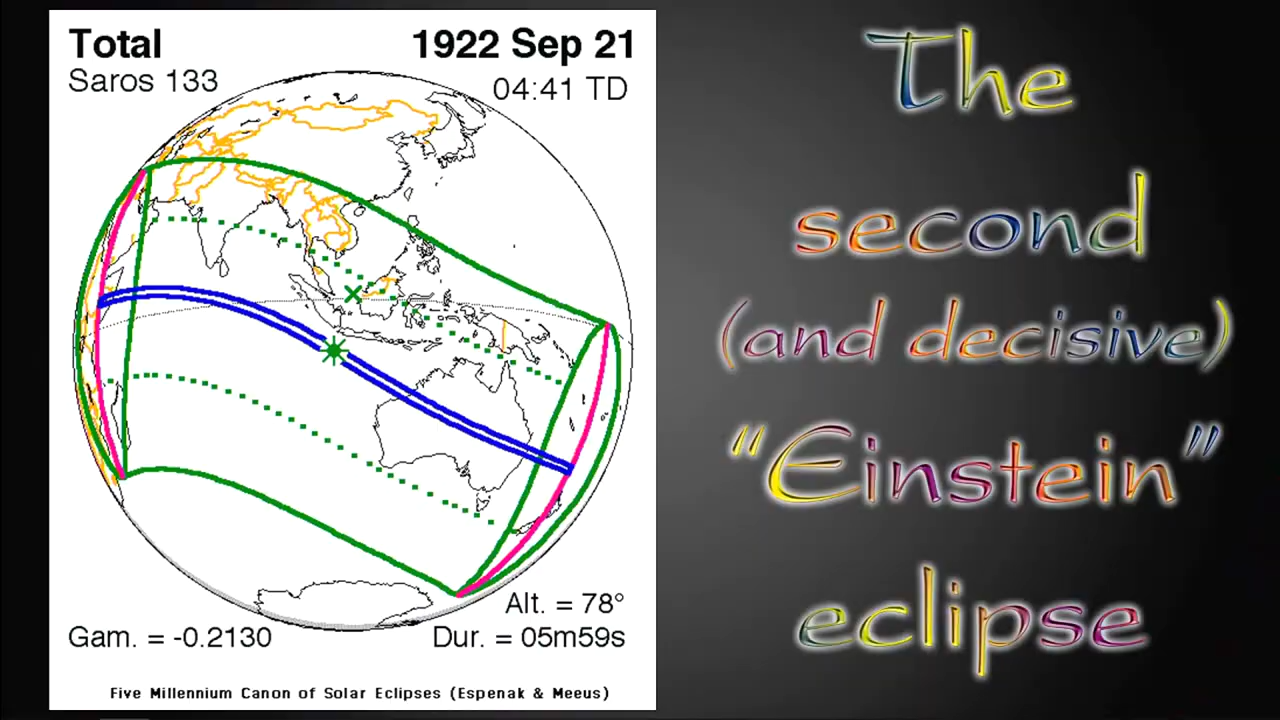 Total
1922 Sep 21
Saros 133
04:41 TD
Alt. = 78°
Gam. = -0.2130
Dur. = 05m59s
Five Millennium Canon of Solar Eclipses (Espenak & Meeus)
The
second
(and decisive)
"Einstein"
eclipse